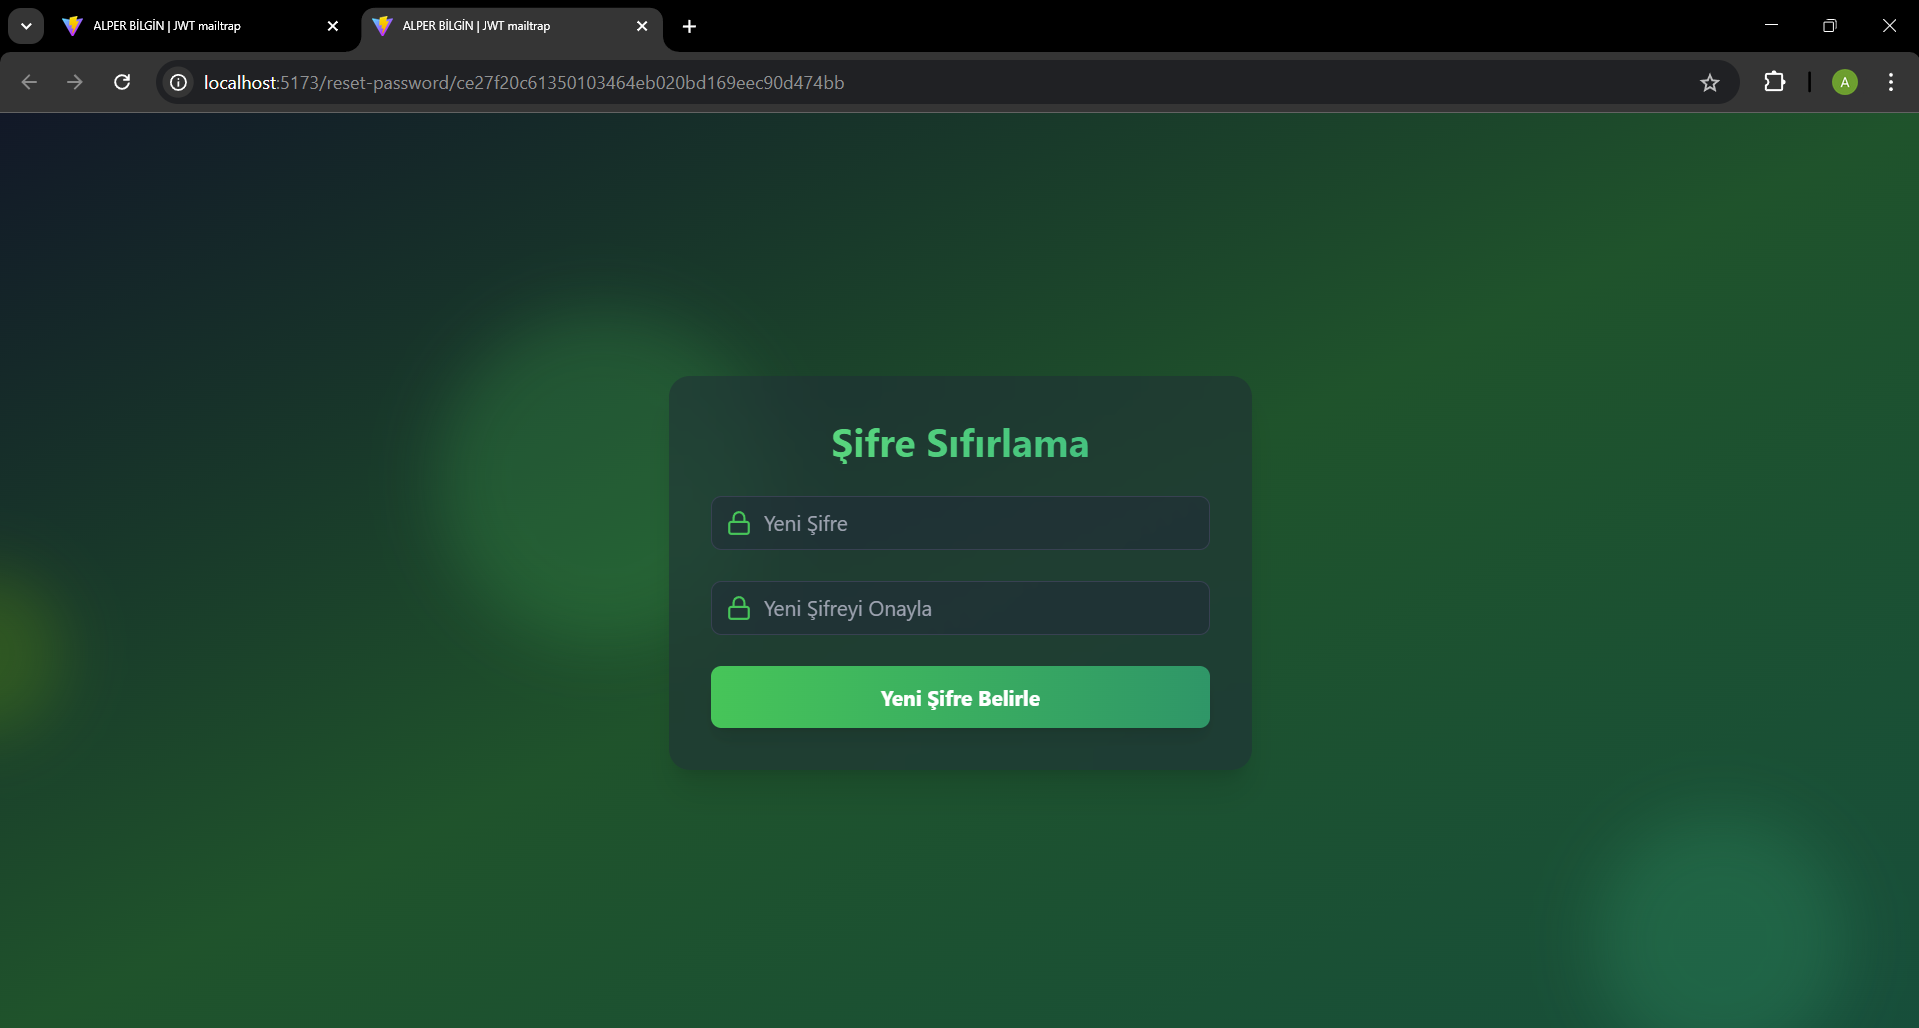 ALPER BİLGİN | JWT mailtrap
ALPER BİLGİN | JWT mailtrap
localhost:5173/reset-password/ce27f20c61350103464eb020bd169eec90d474bb
A
Şifre Sıfırlama
Yeni Şifre
Yeni Şifreyi Onayla
Yeni Şifre Belirle